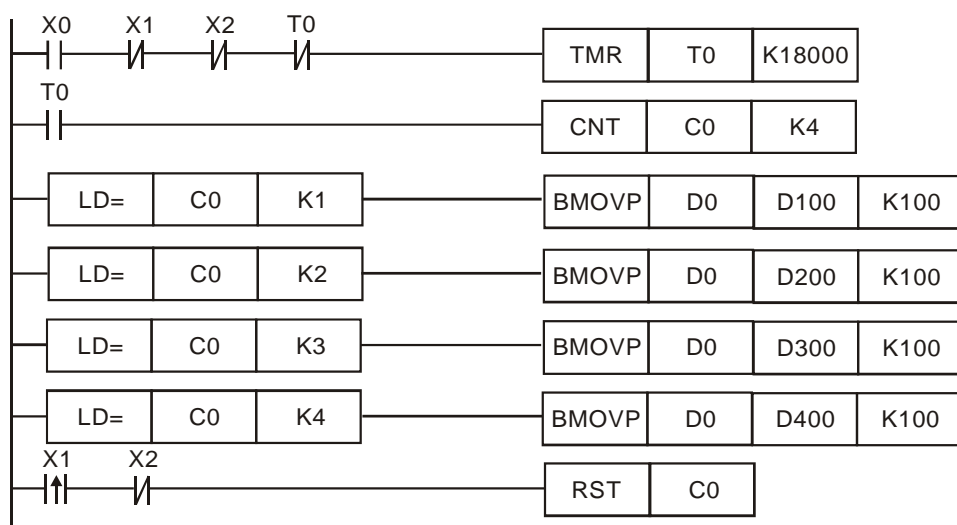 X0 X1 X2 T0
TMR T0 K18000
T0
CNT C0 K4
LD= C0 K1 BMOVP D0 D100 K100
LD= C0 K2 BMOVP D0 D200 K100
LD= C0 K3 BMOVP D0 D300 K100
LD= C0 K4 BMOVP D0 D400 K100
X1 X2
RST C0